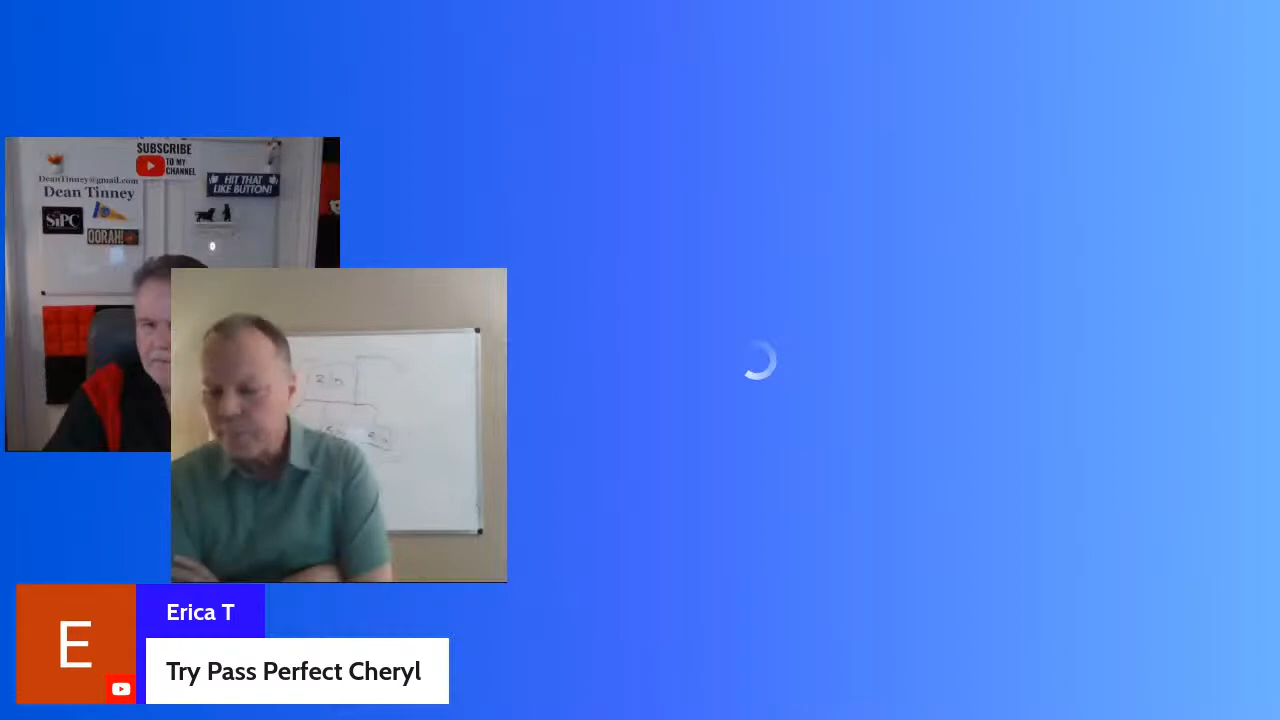 SUBSCRIBE
TO MY
CHANNEL
DeanTinney@gmail.com
HIT THAT
LIKE BUTTON!
Dean Tinney
SIPC
OORAH!
E
Erica T
Try Pass Perfect Cheryl